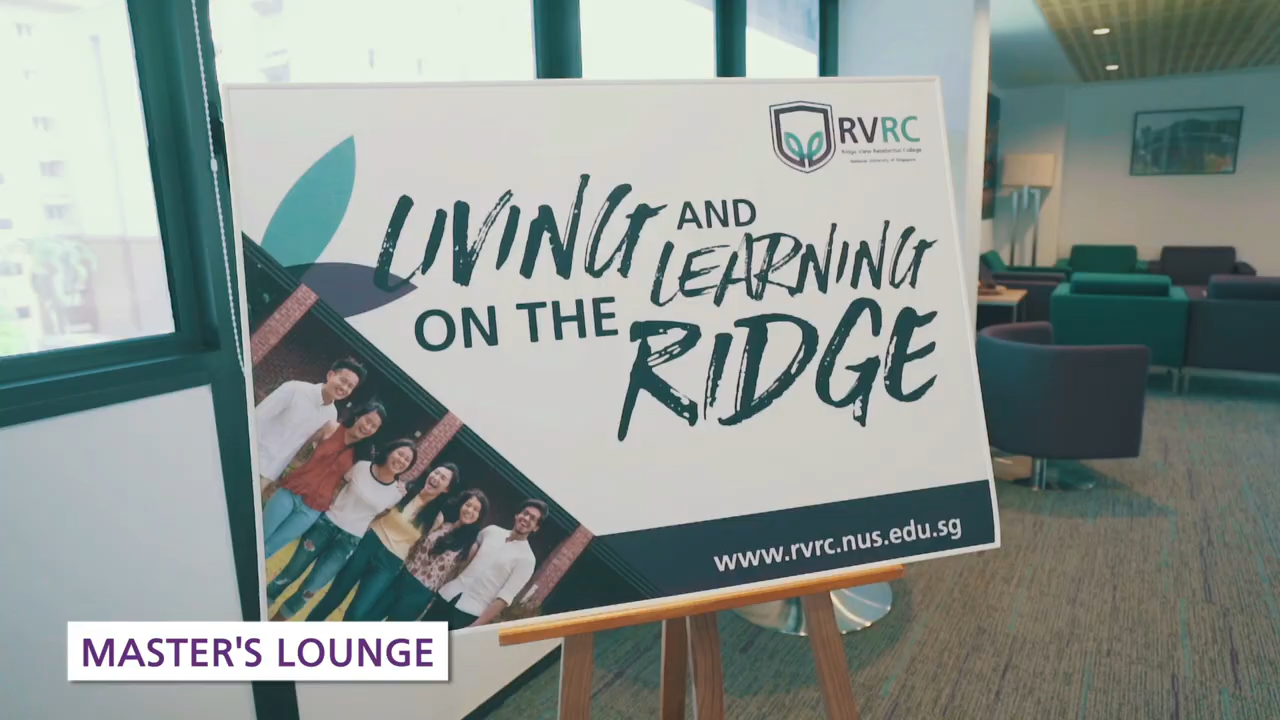 RVRC
Ridge View Residential College
National University of Singapore
LIVING AND
LEARNING
ON THE
RIDGE
www.rvrc.nus.edu.sg
MASTER'S LOUNGE